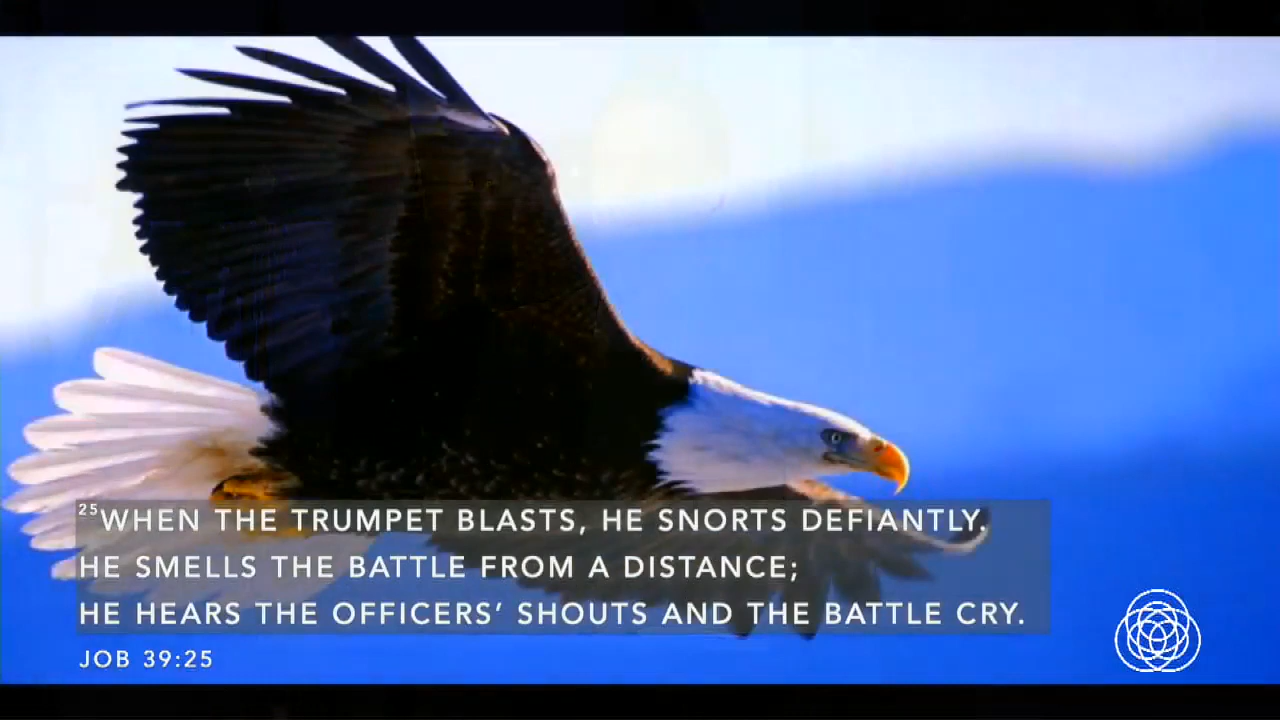 25WHEN THE TRUMPET BLASTS, HE SNORTS DEFIANTLY.
HE SMELLS THE BATTLE FROM A DISTANCE;
HE HEARS THE OFFICERS’ SHOUTS AND THE BATTLE CRY.
JOB 39:25